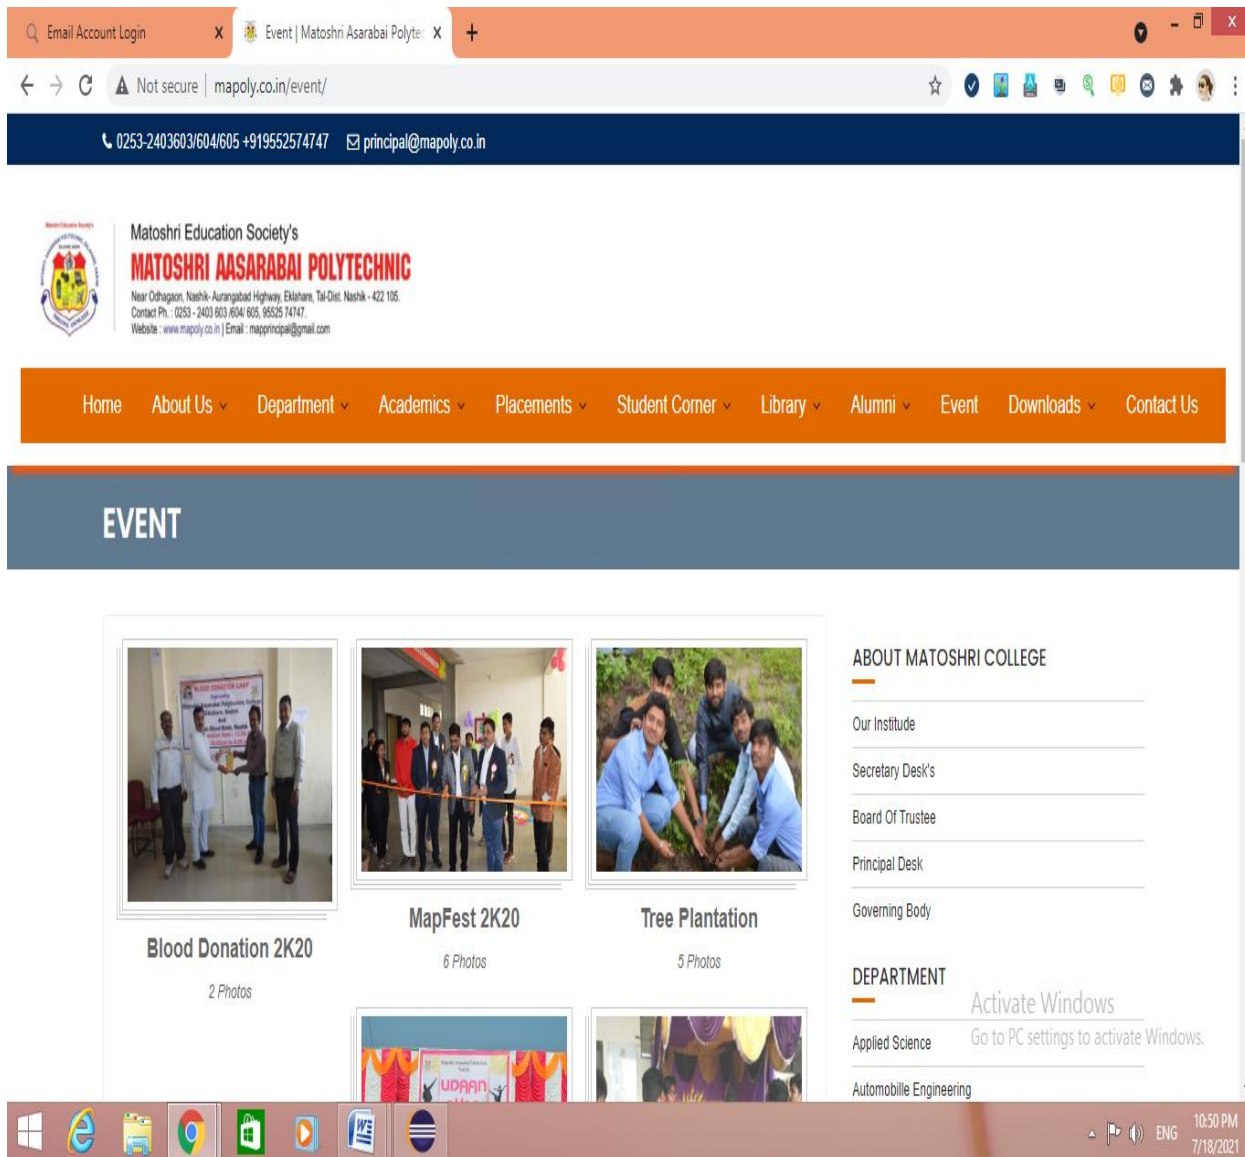 Email Account Login
Event | Matoshri Asarabai Polytec
Not secure | mapoly.co.in/event/
0253-2403603/604/605 +919552574747 principal@mapoly.co.in
Matoshri Education Society's
MATOSHRI AASARABAI POLYTECHNIC
Near Odhagaon, Nashik- Aurangabad Highway, Eklahare, Tal-Dist. Nashik - 422 105.
Contact Ph. : 0253 - 2403 603 /604/ 605, 95525 74747.
Website : www.mapoly.co.in | Email : mapprincipal@gmail.com
Home About Us Department Academics Placements Student Corner Library Alumni Event Downloads Contact Us
EVENT
BLOOD DONATION CAMP
Blood Donation 2K20
2 Photos
MapFest 2K20
6 Photos
Tree Plantation
5 Photos
UDAAN
ABOUT MATOSHRI COLLEGE
Our Institude
Secretary Desk's
Board Of Trustee
Principal Desk
Governing Body
DEPARTMENT
Applied Science
Automobille Engineering
Activate Windows
Go to PC settings to activate Windows.
ENG
10:50 PM
7/18/2021